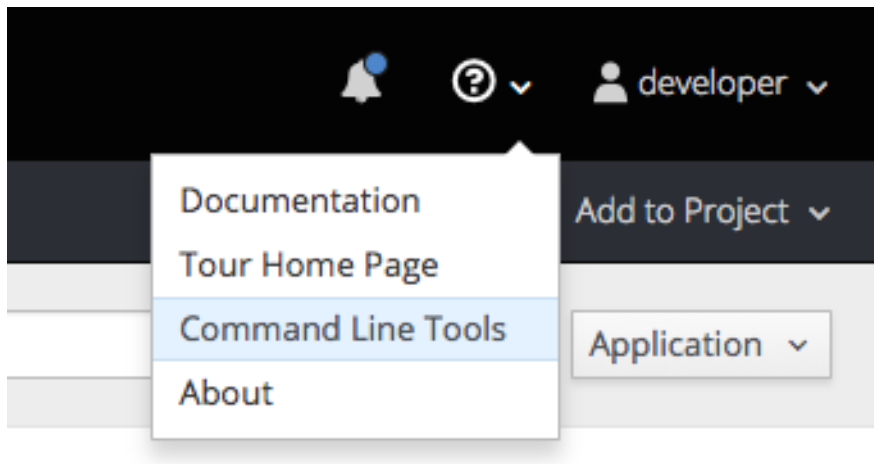 developer
Documentation
Add to Project
Tour Home Page
Command Line Tools
Application
About